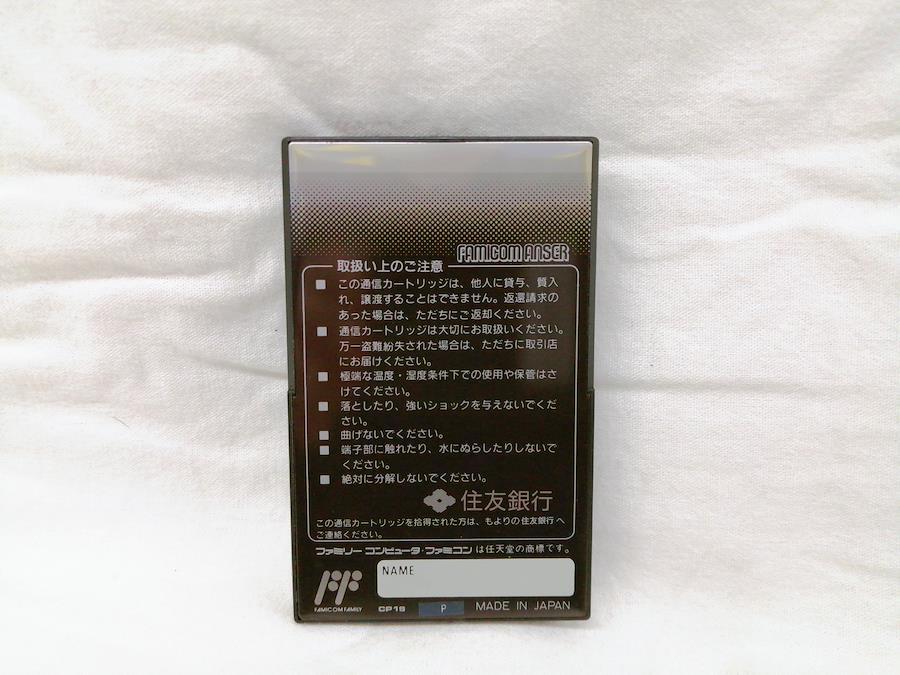 FAMICOM ANSER
取扱い上のご注意
■ この通信カートリッジは、他人に貸与、質入
れ、譲渡することはできません。返還請求の
あった場合は、ただちにご返却ください。
■ 通信カートリッジは大切にお取扱いください。
万一盗難紛失された場合は、ただちに取引店
にお届けください。
■ 極端な温度・湿度条件下での使用や保管はさ
けてください。
■ 落としたり、強いショックを与えないでくだ
さい。
■ 曲げないでください。
■ 端子部に触れたり、水にぬらしたりしないで
ください。
■ 絶対に分解しないでください。
住友銀行
この通信カートリッジを拾得された方は、もよりの住友銀行へ
ご連絡ください。
ファミリーコンピュータ・ファミコンは任天堂の商標です。
NAME
FF
FAMICOM FAMILY
CP19 P MADE IN JAPAN